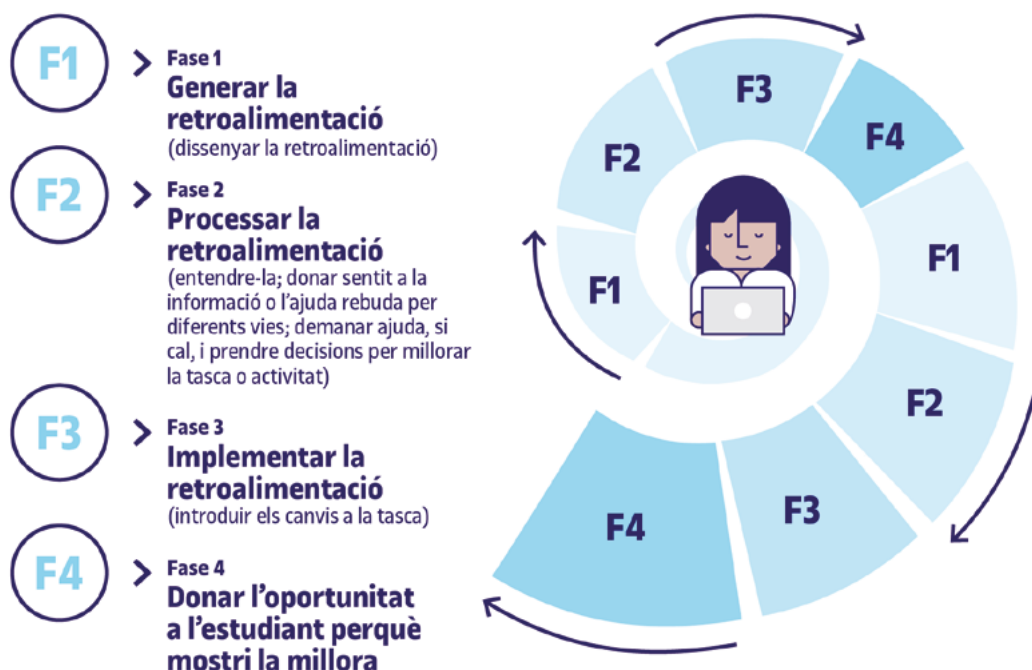 F1
Fase 1
Generar la
retroalimentació
(dissenyar la retroalimentació)
F2
Fase 2
Processar la
retroalimentació
(entendre-la; donar sentit a la
informació o l'ajuda rebuda per
diferents vies; demanar ajuda, si
cal, i prendre decisions per millorar
la tasca o activitat)
F3
Fase 3
Implementar la
retroalimentació
(introduir els canvis a la tasca)
F4
Fase 4
Donar l'oportunitat
a l'estudiant perquè
mostri la millora
F1
F2
F3
F4
F1
F2
F3
F4